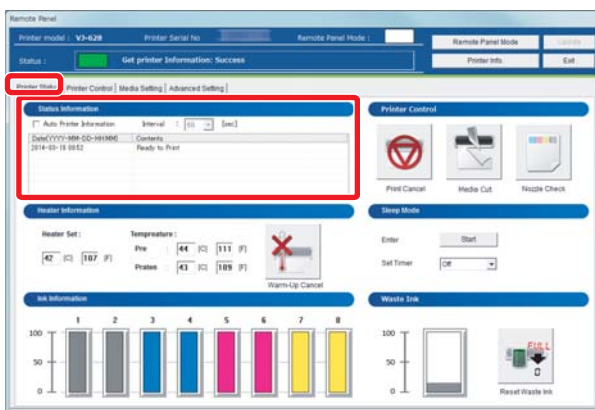 Remote Panel
Printer model : VJ-628 Printer Serial No Remote Panel Mode :
Remote Panel Mode Update
Status : Get printer Information: Success
Printer Info. Exit
Printer Status Printer Control Media Setting Advanced Setting
Status Information
Auto Printer Information Interval : 60 [sec]
Date(YYYY-MM-DD-HH:MM) Contents
Ready to Print
Printer Control
Print Cancel Media Cut Nozzle Check
Heater Information
Heater Set : Tempreature :
42 [C] 107 [F]
Pre : 44 [C] 111 [F]
Praten : 43 [C] 109 [F]
Warm-Up Cancel
Sleep Mode
Enter Start
Set Timer Off
Ink Information
1 2 3 4 5 6 7 8
100
50
0
Waste Ink
100
50
0
FULL
0
Reset Waste Ink